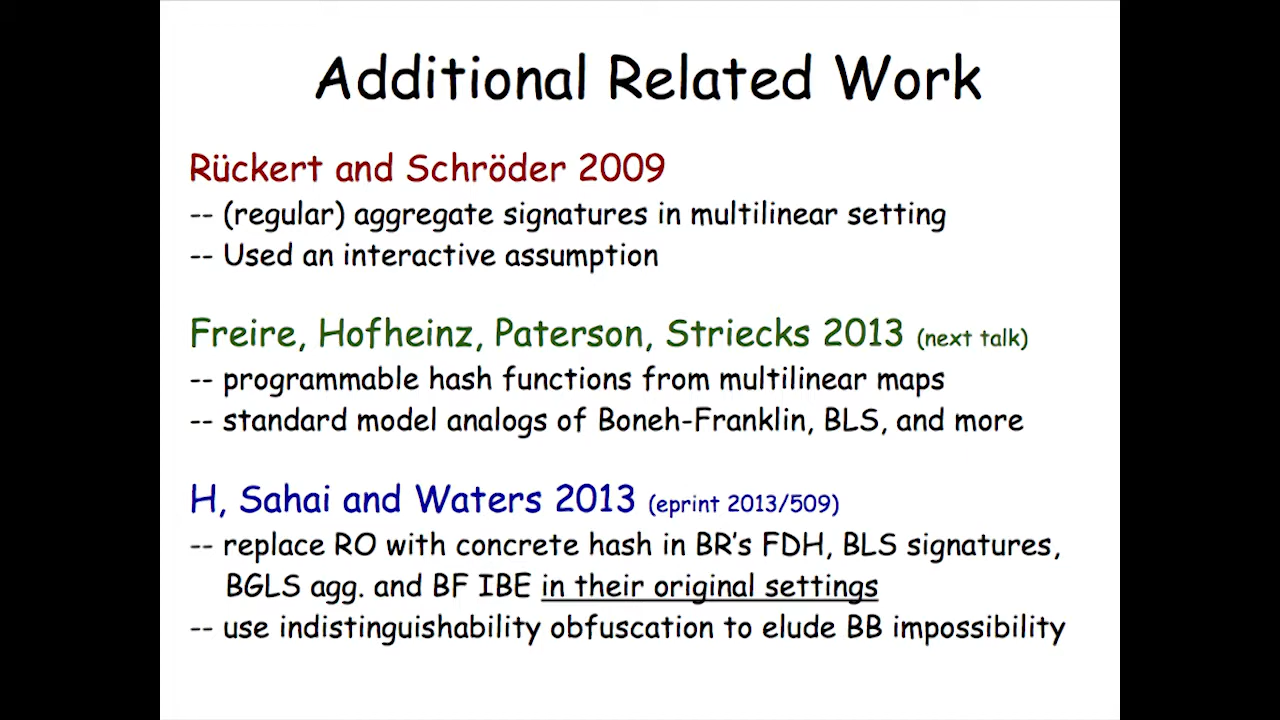 Additional Related Work
Rückert and Schröder 2009
-- (regular) aggregate signatures in multilinear setting
-- Used an interactive assumption
Freire, Hofheinz, Paterson, Striecks 2013 (next talk)
-- programmable hash functions from multilinear maps
-- standard model analogs of Boneh-Franklin, BLS, and more
H, Sahai and Waters 2013 (eprint 2013/509)
-- replace RO with concrete hash in BR's FDH, BLS signatures,
BGLS agg. and BF IBE in their original settings
-- use indistinguishability obfuscation to elude BB impossibility